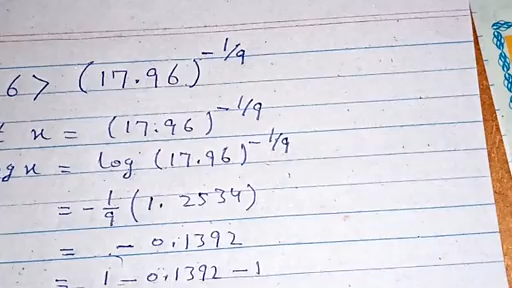 6> (17.96)^-1/9
x = (17.96)^-1/9
gx = log (17.96)^-1/9
= -1/9 (1.2534)
= - 0.1392
= 1 - 0.1392 - 1